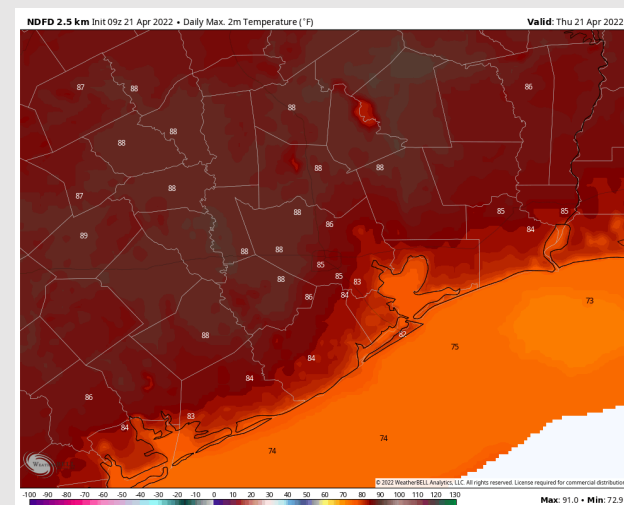 NDFD 2.5 km Init 09z 21 Apr 2022 • Daily Max. 2m Temperature (°F) Valid: Thu 21 Apr 2022
87 88 86
88
88 88
88 88
87 88
88 85 85
86 84
89
88 88
85
88 85 83
86 84 73
88 75
84
84
86
84 83
74 74
© 2022 WeatherBELL Analytics, LLC. All rights reserved. License required for commercial distribution
-100 -90 -80 -70 -60 -50 -40 -30 -20 -10 0 10 20 30 40 50 60 70 80 90 100 110 120 130
Max: 91.0 • Min: 72.9